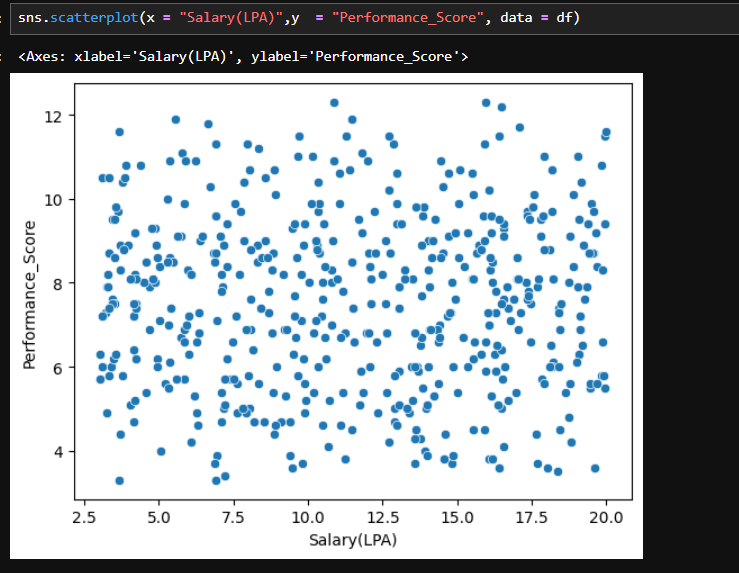 : sns.scatterplot(x = "Salary(LPA)",y  = "Performance_Score", data = df)
: <Axes: xlabel='Salary(LPA)', ylabel='Performance_Score'>
12
10
8
6
4
Performance_Score
2.5 5.0 7.5 10.0 12.5 15.0 17.5 20.0
Salary(LPA)